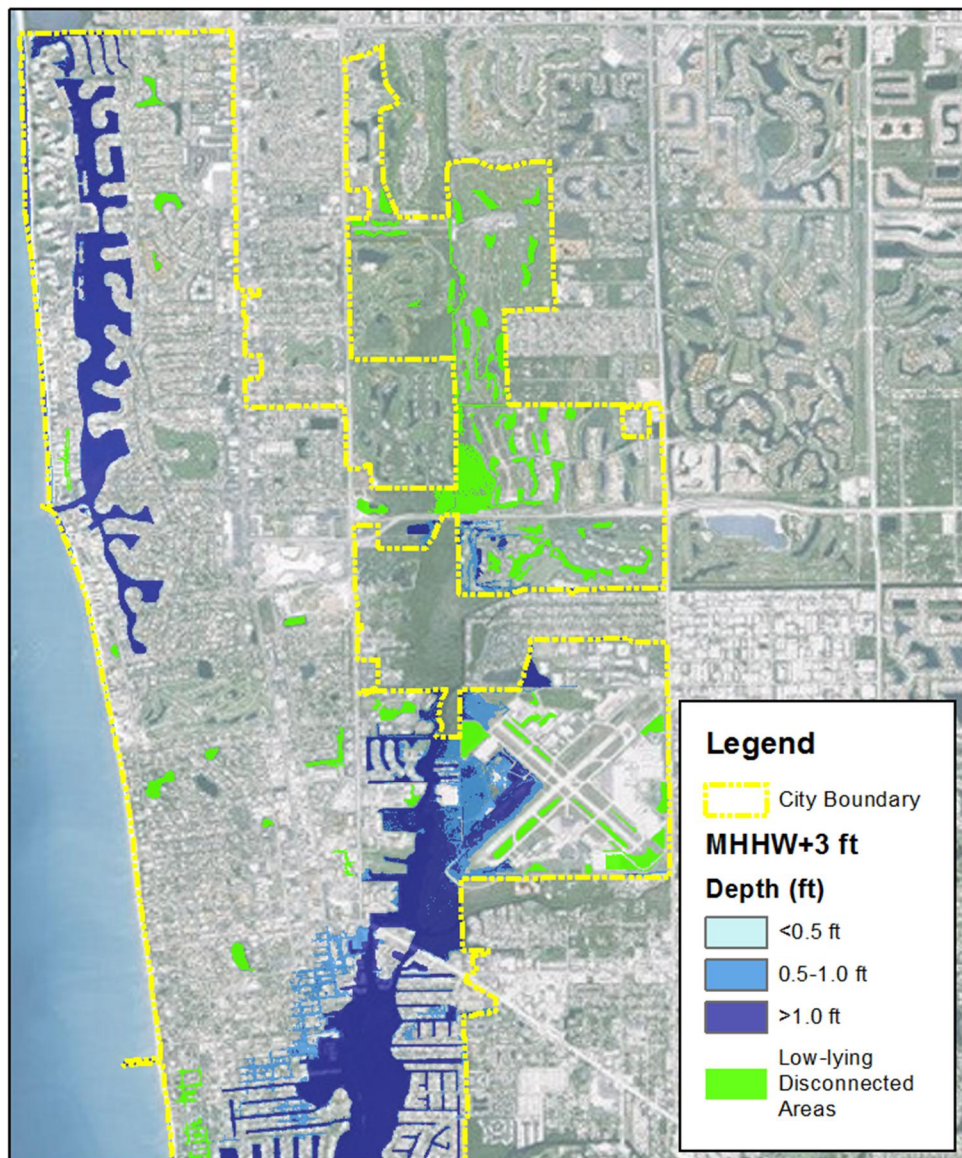 Legend
City Boundary
MHHW+3 ft
Depth (ft)
<0.5 ft
0.5-1.0 ft
>1.0 ft
Low-lying
Disconnected
Areas